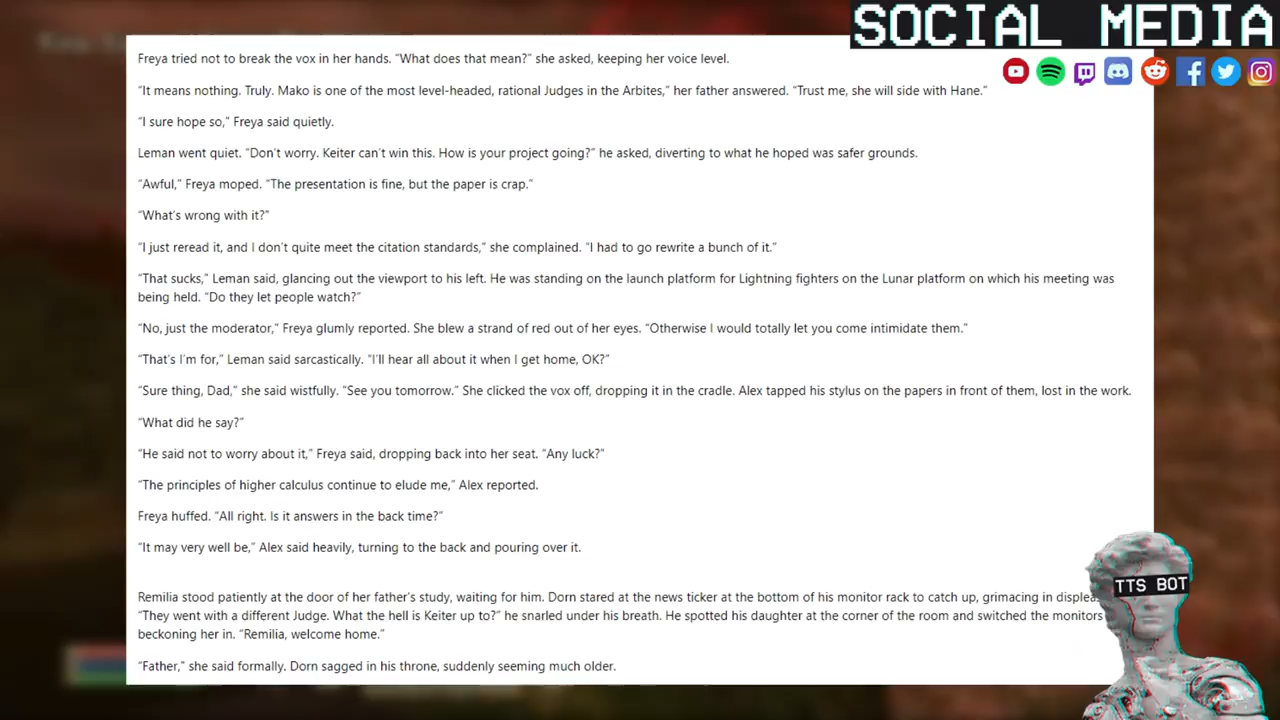 SOCIAL MEDIA
Freya tried not to break the vox in her hands. “What does that mean?” she asked, keeping her voice level.
“It means nothing. Truly. Mako is one of the most level-headed, rational Judges in the Arbites,” her father answered. “Trust me, she will side with Hane.”
“I sure hope so,” Freya said quietly.
Leman went quiet. “Don’t worry. Keiter can’t win this. How is your project going?” he asked, diverting to what he hoped was safer grounds.
“Awful,” Freya moped. “The presentation is fine, but the paper is crap.”
“What’s wrong with it?”
“I just reread it, and I don’t quite meet the citation standards,” she complained. “I had to go rewrite a bunch of it.”
“That sucks,” Leman said, glancing out the viewport to his left. He was standing on the launch platform for Lightning fighters on the Lunar platform on which his meeting was
being held. “Do they let people watch?”
“No, just the moderator,” Freya glumly reported. She blew a strand of red out of her eyes. “Otherwise I would totally let you come intimidate them.”
“That’s I’m for,” Leman said sarcastically. “I’ll hear all about it when I get home, OK?”
“Sure thing, Dad,” she said wistfully. “See you tomorrow.” She clicked the vox off, dropping it in the cradle. Alex tapped his stylus on the papers in front of them, lost in the work.
“What did he say?”
“He said not to worry about it,” Freya said, dropping back into her seat. “Any luck?”
“The principles of higher calculus continue to elude me,” Alex reported.
Freya huffed. “All right. Is it answers in the back time?”
“It may very well be,” Alex said heavily, turning to the back and pouring over it.
Remilia stood patiently at the door of her father’s study, waiting for him. Dorn stared at the news ticker at the bottom of his monitor rack to catch up, grimacing in
“They went with a different Judge. What the hell is Keiter up to?” he snarled under his breath. He spotted his daughter at the corner of the room and switched the monitors
beckoning her in. “Remilia, welcome home.”
“Father,” she said formally. Dorn sagged in his throne, suddenly seeming much older.
TTS BOT